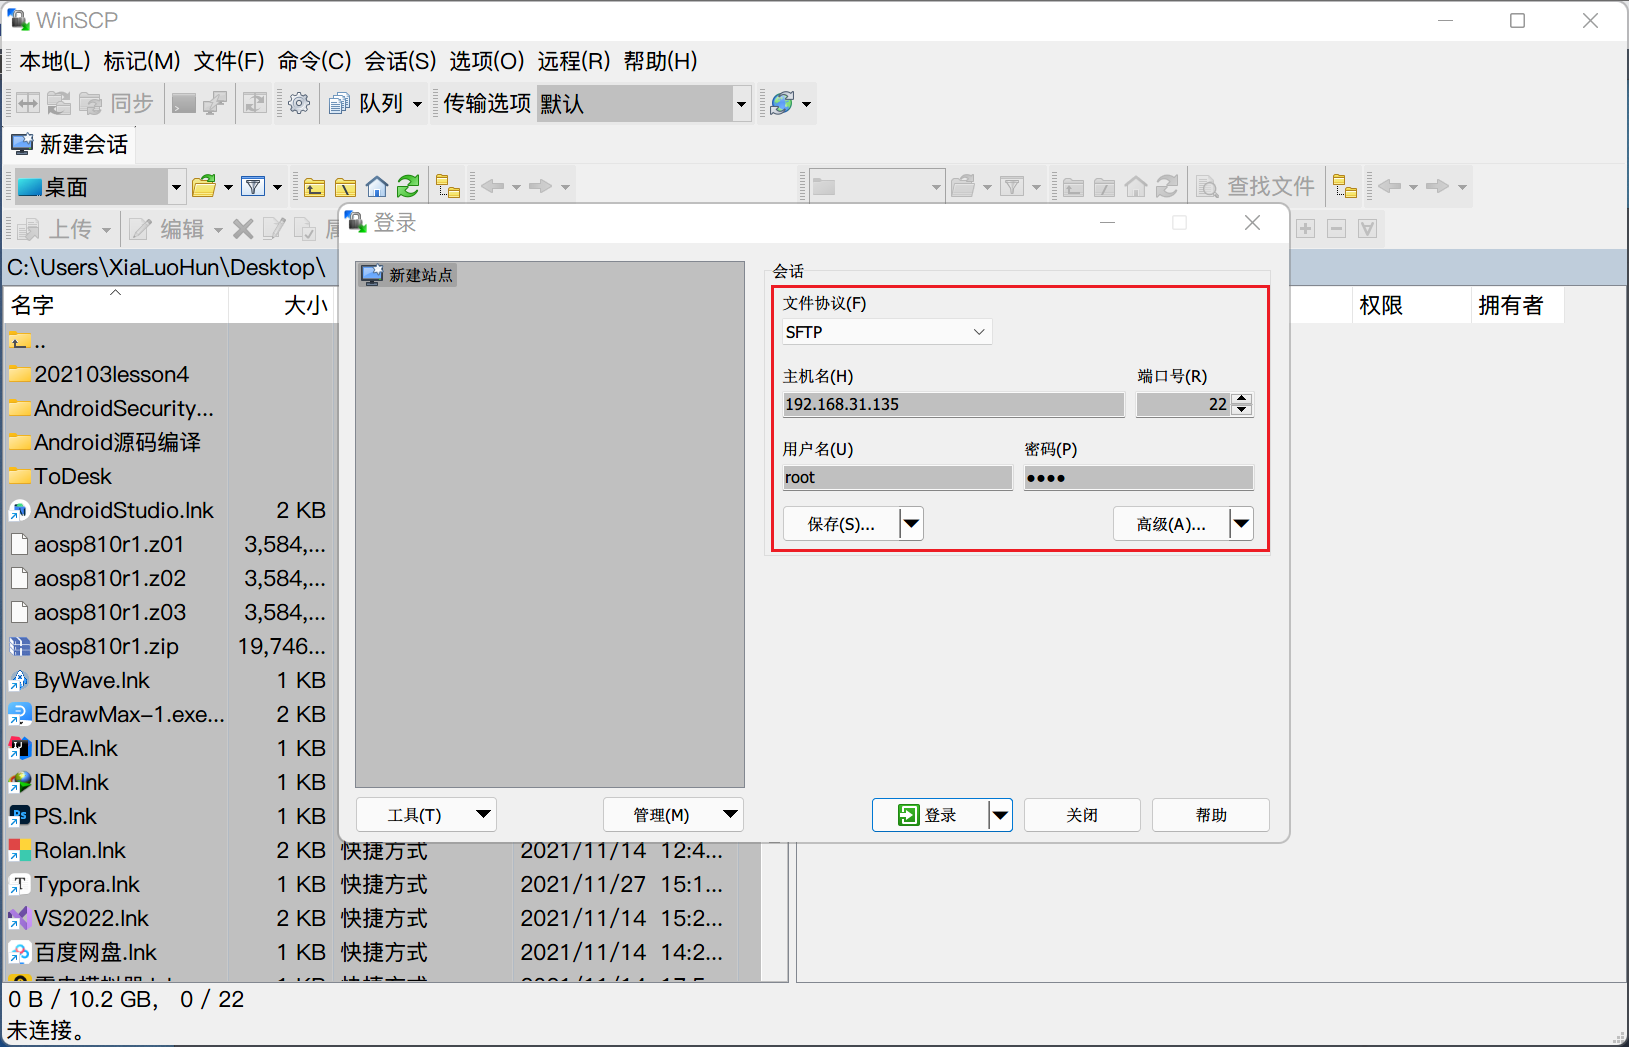 WinSCP
本地(L) 标记(M) 文件(F) 命令(C) 会话(S) 选项(O) 远程(R) 帮助(H)
同步 队列 传输选项 默认
新建会话
桌面 查找文件
上传 编辑
登录
C:\Users\XiaLuoHun\Desktop\
名字 大小 权限 拥有者
..
202103lesson4
AndroidSecurity...
Android源码编译
ToDesk
AndroidStudio.lnk 2 KB
aosp810r1.z01 3,584,...
aosp810r1.z02 3,584,...
aosp810r1.z03 3,584,...
aosp810r1.zip 19,746...
ByWave.lnk 1 KB
EdrawMax-1.exe... 2 KB
IDEA.lnk 1 KB
IDM.lnk 1 KB
PS.lnk 1 KB
Rolan.lnk 2 KB 快捷方式 2021/11/14 12:4...
Typora.lnk 1 KB 快捷方式 2021/11/27 15:1...
VS2022.lnk 2 KB 快捷方式 2021/11/14 15:2...
百度网盘.lnk 1 KB 快捷方式 2021/11/14 14:2...
新建站点
会话
文件协议(F)
SFTP
主机名(H) 端口号(R)
192.168.31.135 22
用户名(U) 密码(P)
root ●●●●
保存(S)... 高级(A)...
工具(T) 管理(M) 登录 关闭 帮助
0 B / 10.2 GB, 0 / 22
未连接。